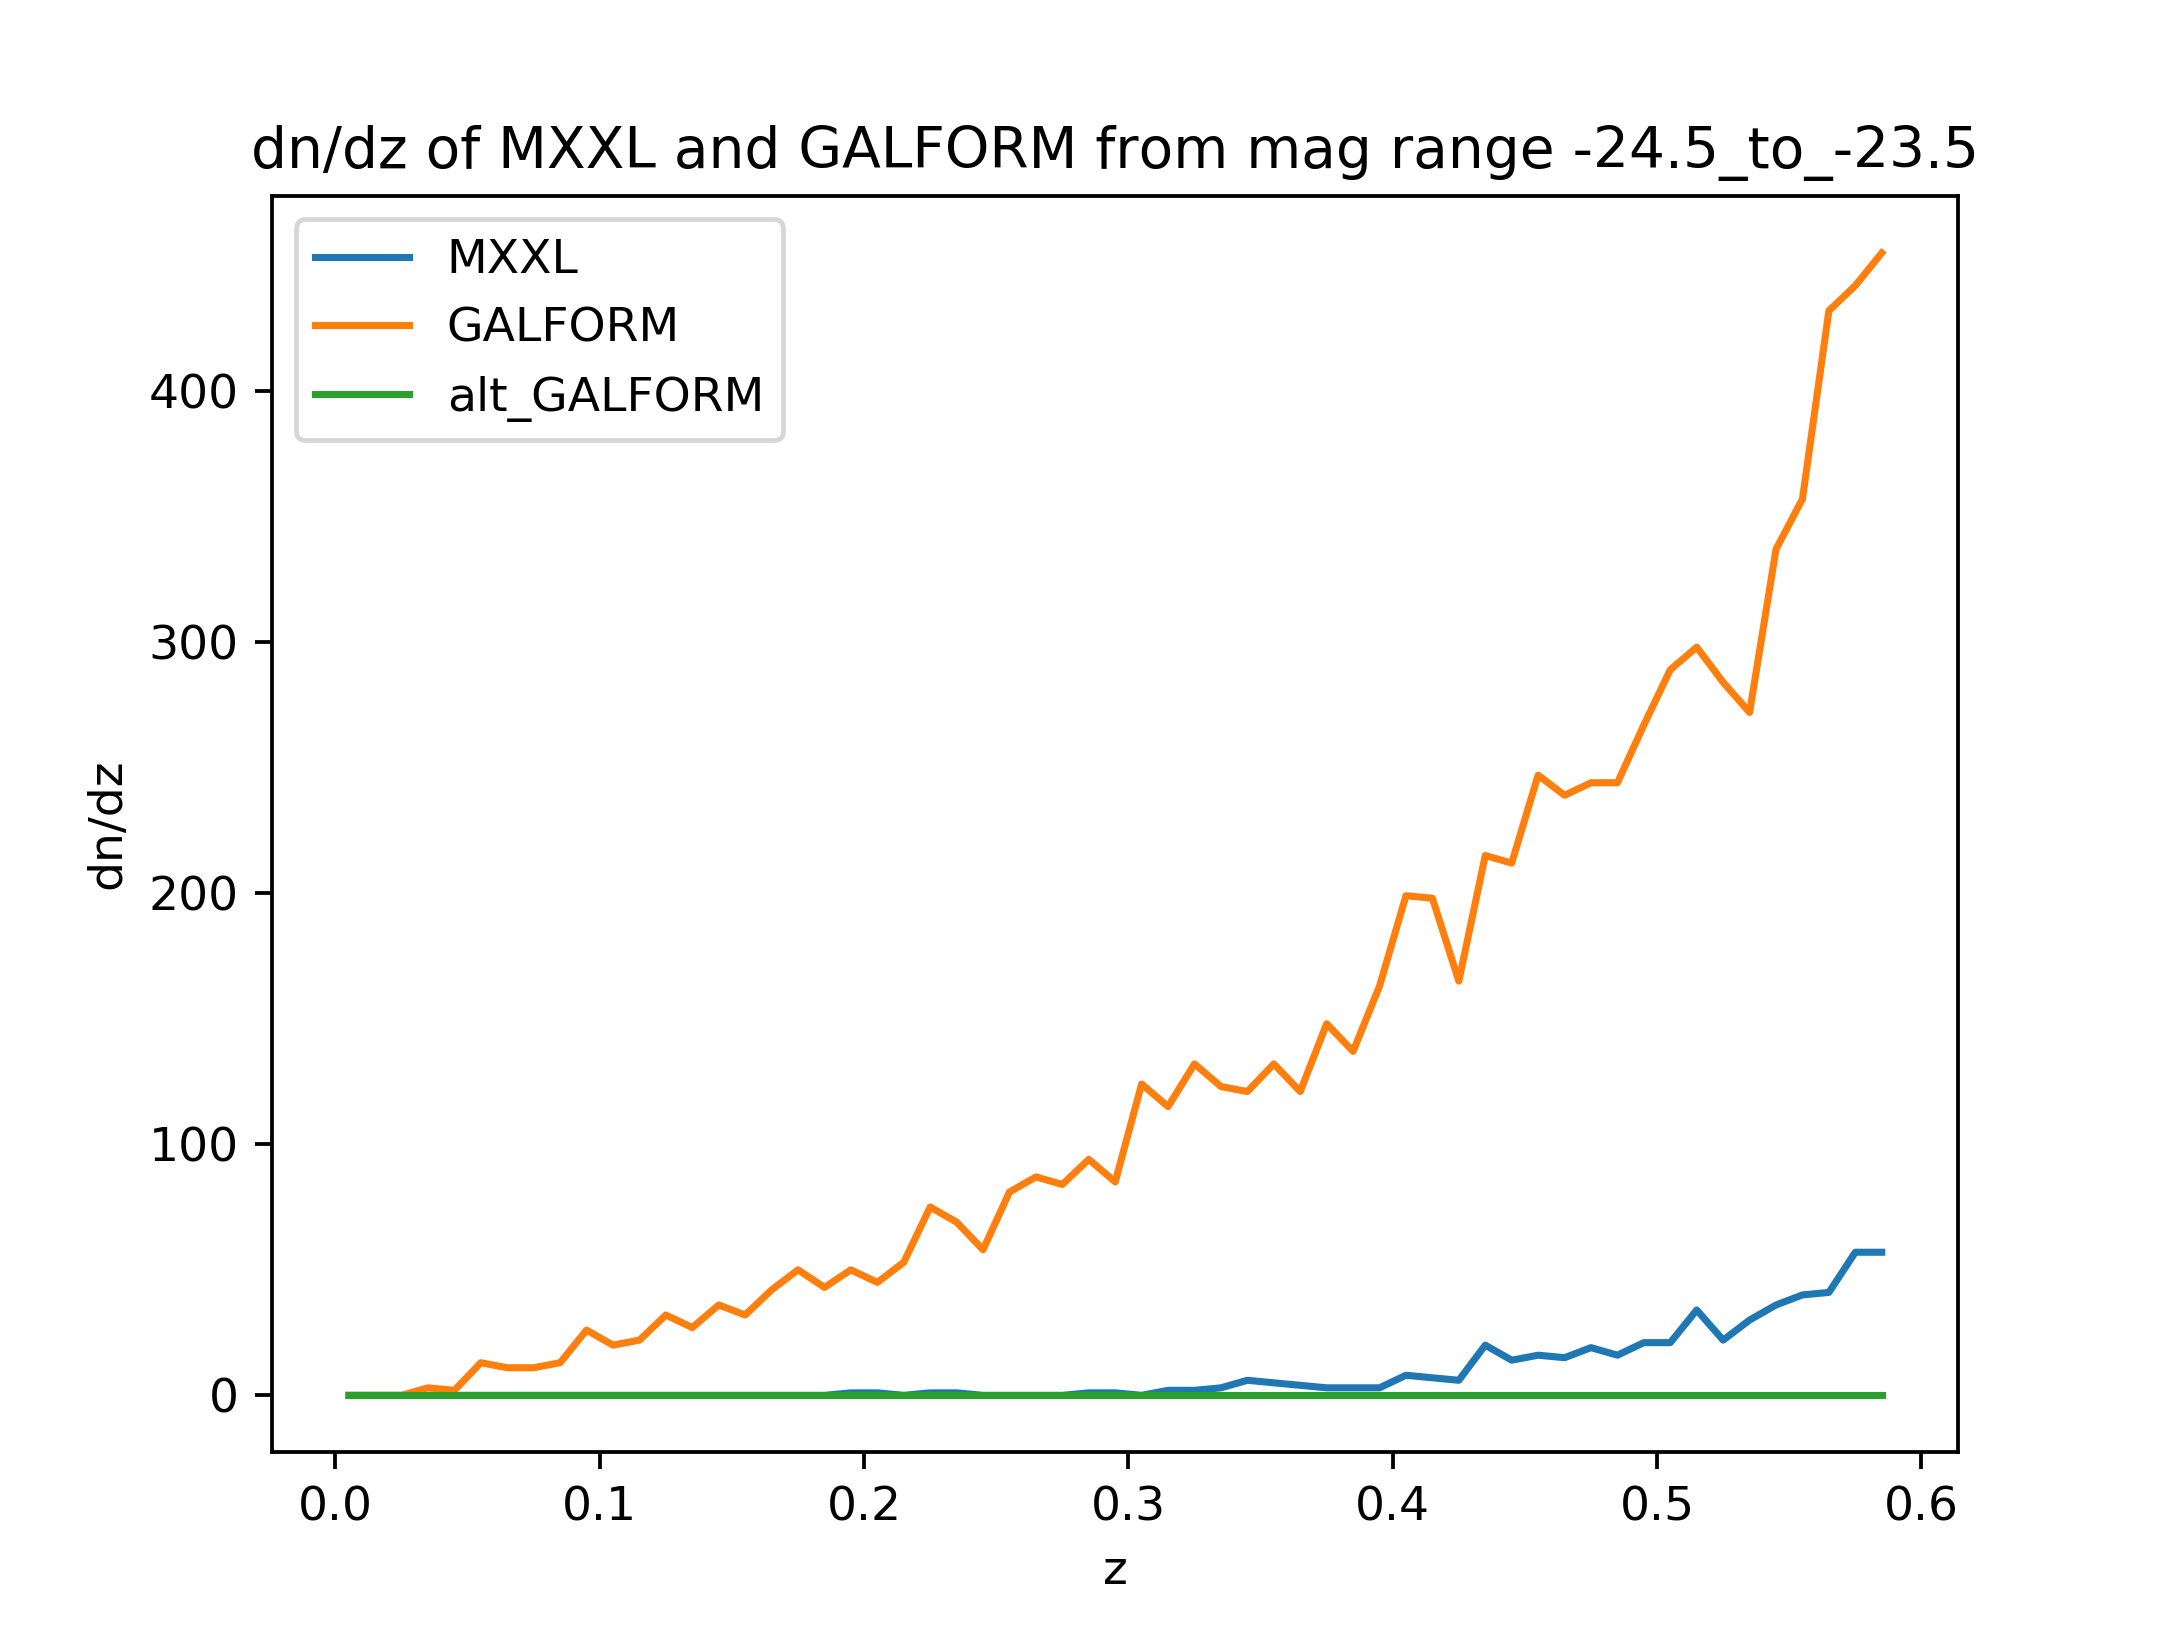 dn/dz of MXXL and GALFORM from mag range -24.5_to_-23.5
MXXL
GALFORM
alt_GALFORM
dn/dz
400
300
200
100
0
0.0 0.1 0.2 0.3 0.4 0.5 0.6
z